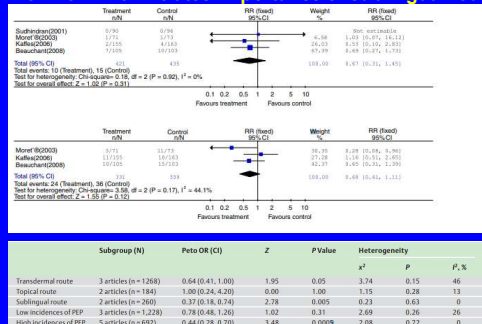 Treatment Control RR (fixed) Weight RR (fixed)
n/N n/N 95%CI % 95%CI
Sudhindran(2001) 0/90 0/96 Not estimable
Moret'®(2003) 1/71 1/73 6,58 1.03 [0.07, 16.12]
Kaffes(2006) 2/155 4/163 26,03 0.53 [0.10, 2.83]
Beauchant(2008) 7/105 10/103 67,39 0.69 [0.27, 1.73]
Total (95% CI) 421 435 100,00 0.67 [0.31, 1.45]
Total events: 10 (Treatment), 15 (Control)
Test for heterogeneity: Chi-square= 0.18, df = 2 (P = 0.92), I² = 0%
Test for overall effect: Z = 1.02 (P = 0.31)
0.1 0.2 0.5 1 2 5 10
Favours treatment Favours control
Treatment Control RR (fixed) Weight RR (fixed)
n/N n/N 95%CI % 95%CI
Moret'®(2003) 3/71 11/73 30,35 0.28 [0.08, 0.96]
Kaffes(2006) 11/155 10/163 27,28 1.16 [0.51, 2.65]
Beauchant(2008) 10/105 15/103 42,37 0.65 [0.31, 1.39]
Total (95% CI) 331 339 100,00 0.68 [0.41, 1.11]
Total events: 24 (Treatment), 36 (Control)
Test for heterogeneity: Chi-square= 3.58, df = 2 (P = 0.17), I² = 44.1%
Test for overall effect: Z = 1.55 (P = 0.12)
0.1 0.2 0.5 1 2 5 10
Favours treatment Favours control
Subgroup (N) Peto OR (CI) Z P Value Heterogeneity
x² P I², %
Transdermal route 3 articles (n = 1268) 0.64 (0.41, 1.00) 1.95 0.05 3.74 0.15 46
Topical route 2 articles (n = 184) 1.00 (0.24, 4.20) 0.00 1.00 1.15 0.28 13
Sublingual route 2 articles (n = 260) 0.37 (0.18, 0.74) 2.78 0.005 0.23 0.63 0
Low incidences of PEP 3 articles (n = 1,228) 0.78 (0.48, 1.26) 1.02 0.31 2.69 0.26 26
High incidences of PEP 5 articles (n = 692) 0.44 (0.28, 0.70) 3.48 0.0005 2.08 0.72 0